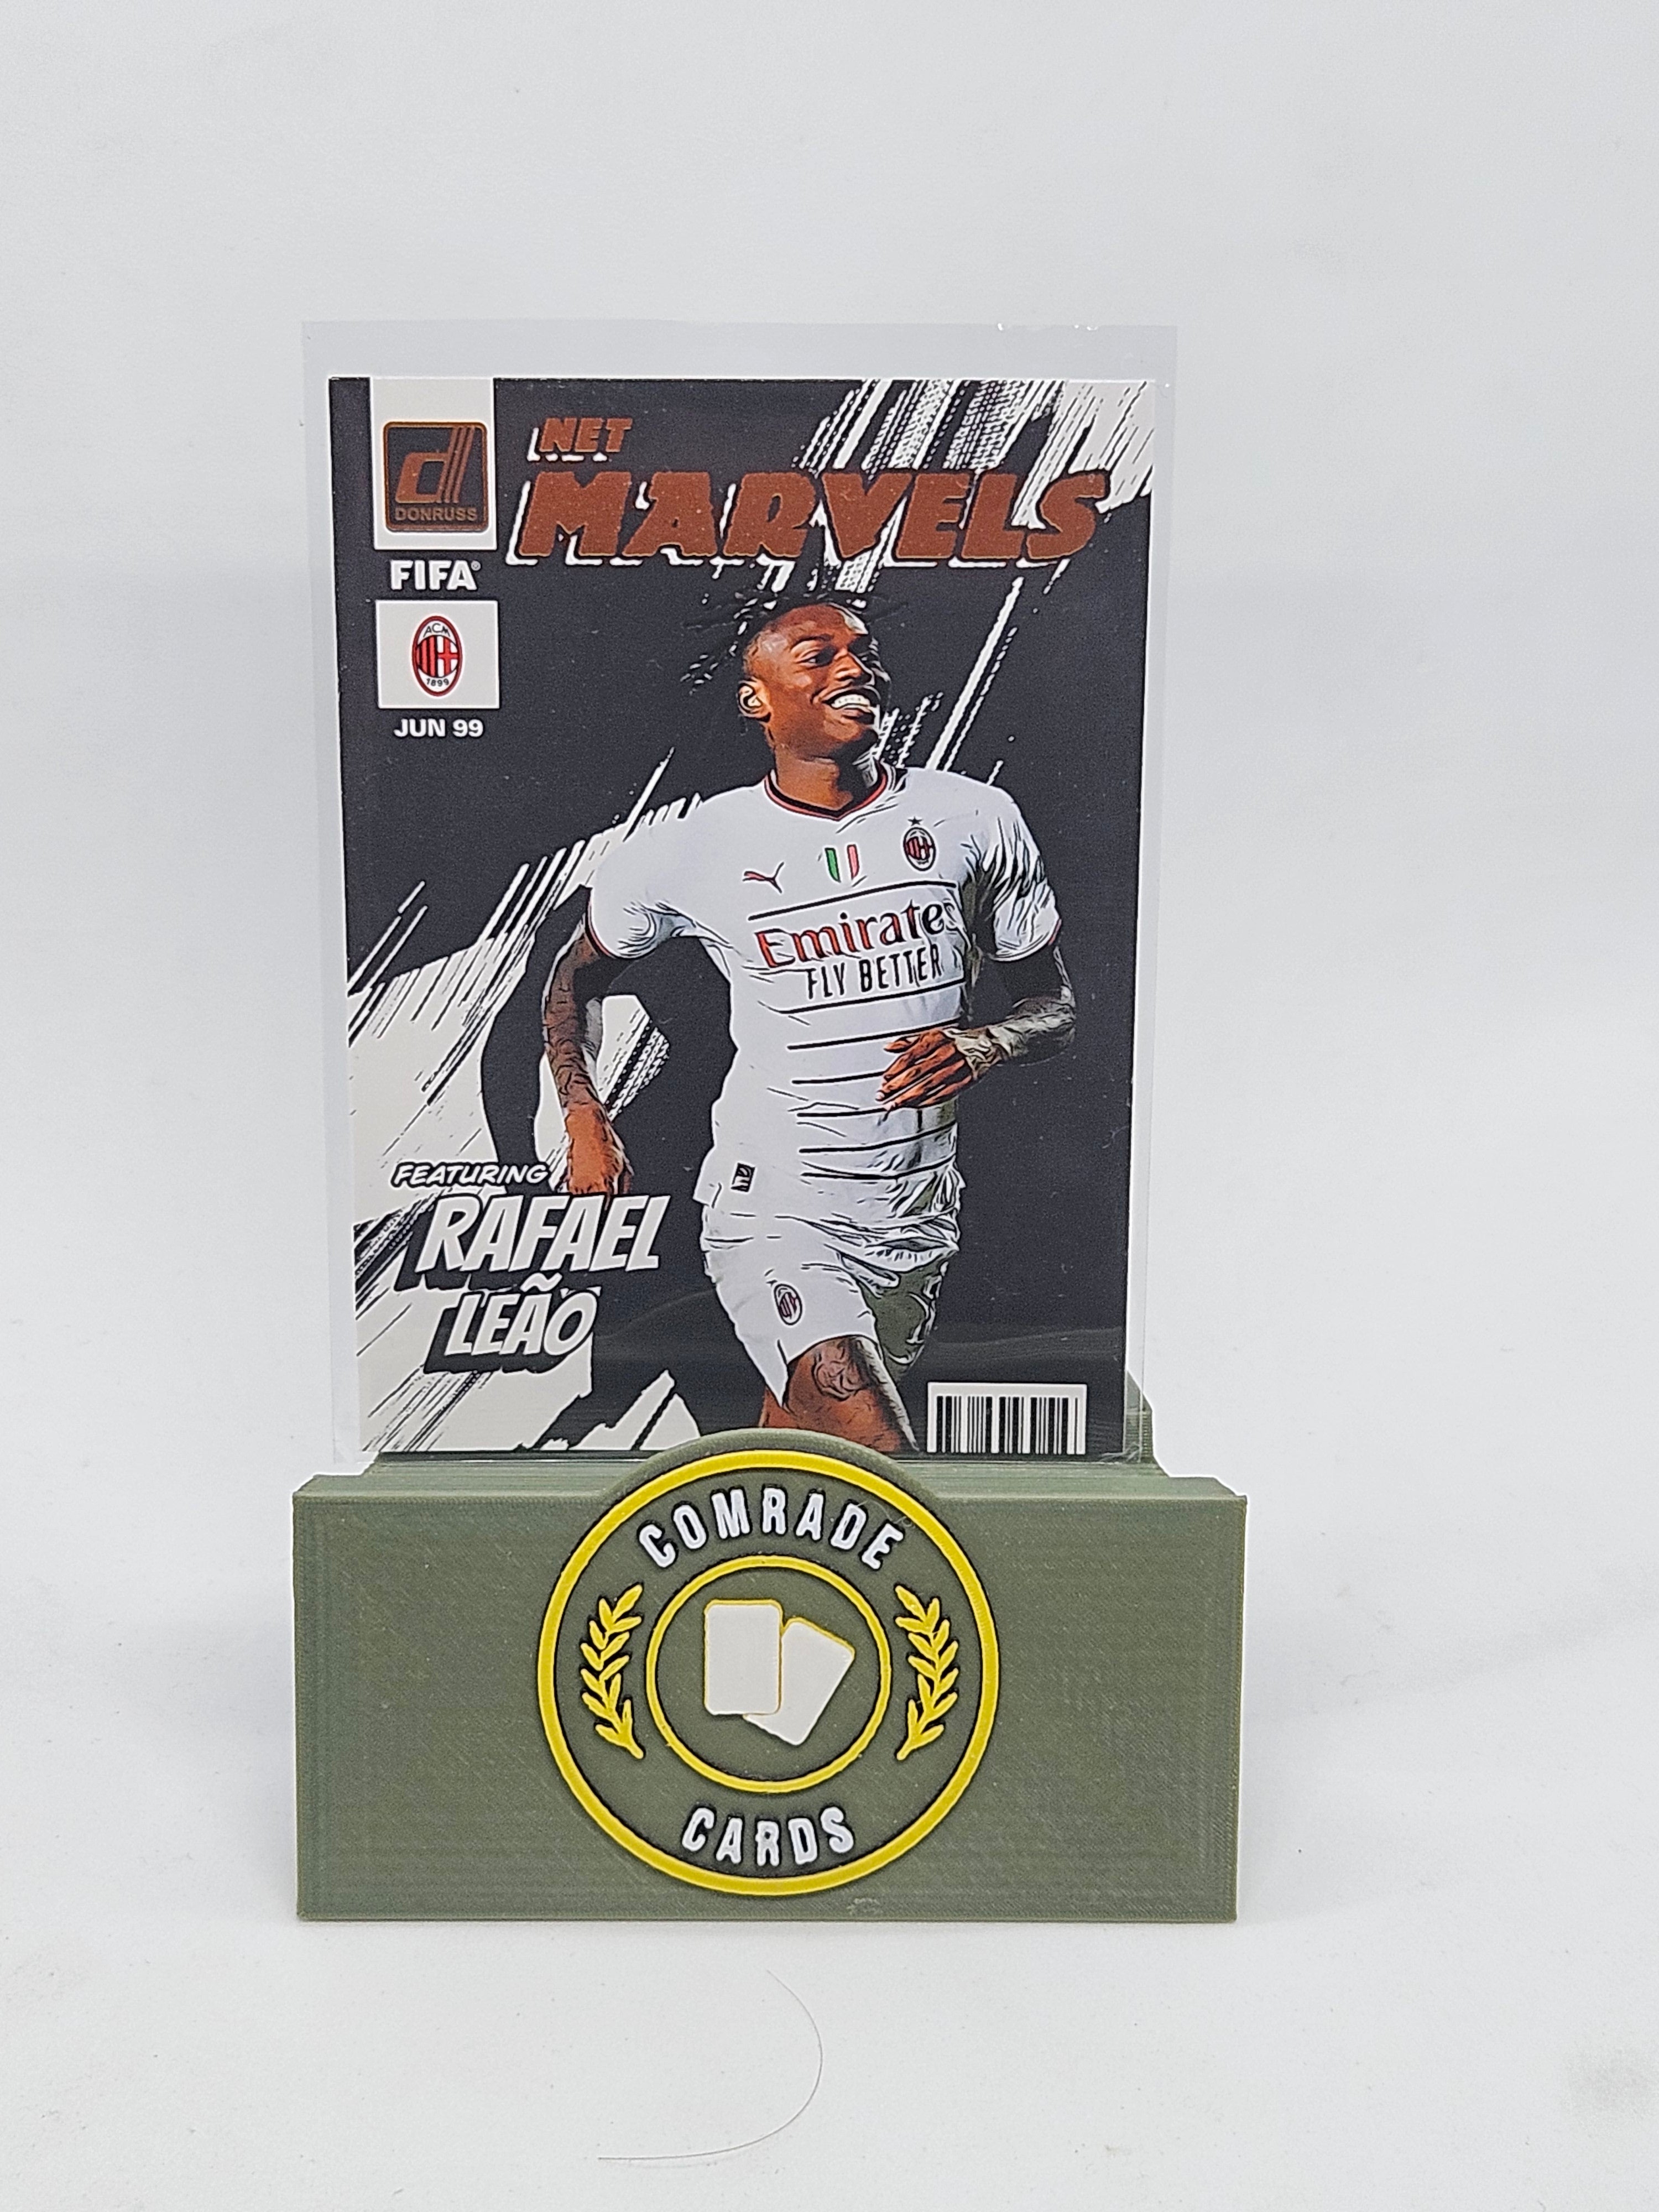 NET
MARVELS
DONRUSS
FIFA®
ACM
1899
JUN 99
Emirates
FLY BETTER
FEATURING
RAFAEL
LEÃO
COMRADE
CARDS